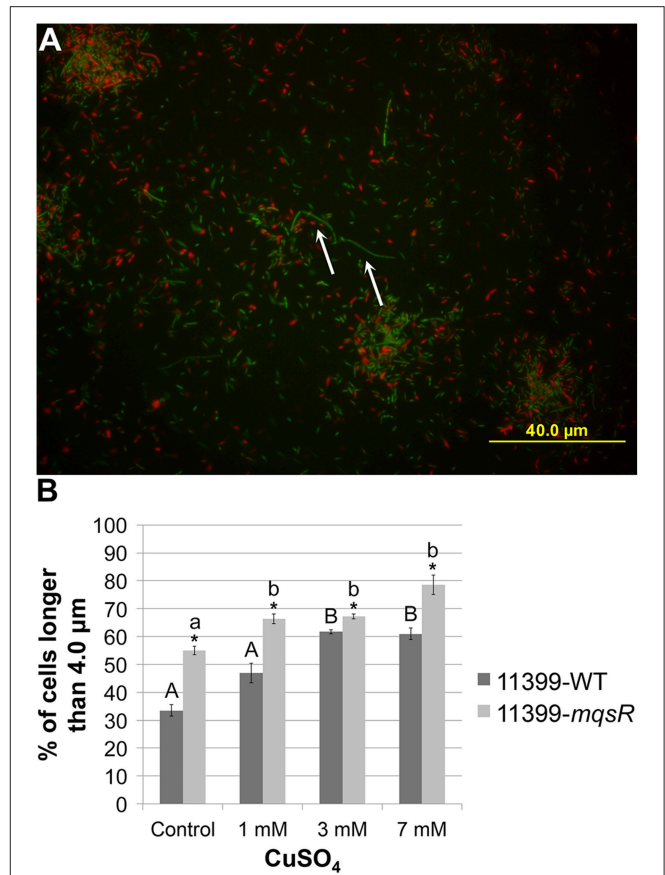 A
40.0 µm
B
% of cells longer
than 4.0 µm
100
90
80
70
60
50
40
30
20
10
0
A
a
*
A
b
*
B
b
*
B
b
*
Control
1 mM
3 mM
7 mM
CuSO₄
11399-WT
11399-mqsR